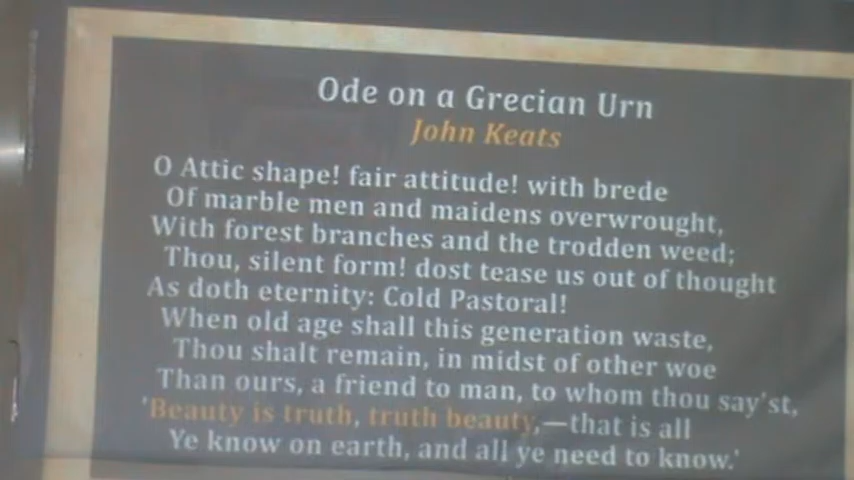 Ode on a Grecian Urn
John Keats
O Attic shape! fair attitude! with brede
Of marble men and maidens overwrought,
With forest branches and the trodden weed;
Thou, silent form! dost tease us out of thought
As doth eternity: Cold Pastoral!
When old age shall this generation waste,
Thou shalt remain, in midst of other woe
Than ours, a friend to man, to whom thou say'st,
'Beauty is truth, truth beauty,—that is all
Ye know on earth, and all ye need to know.'